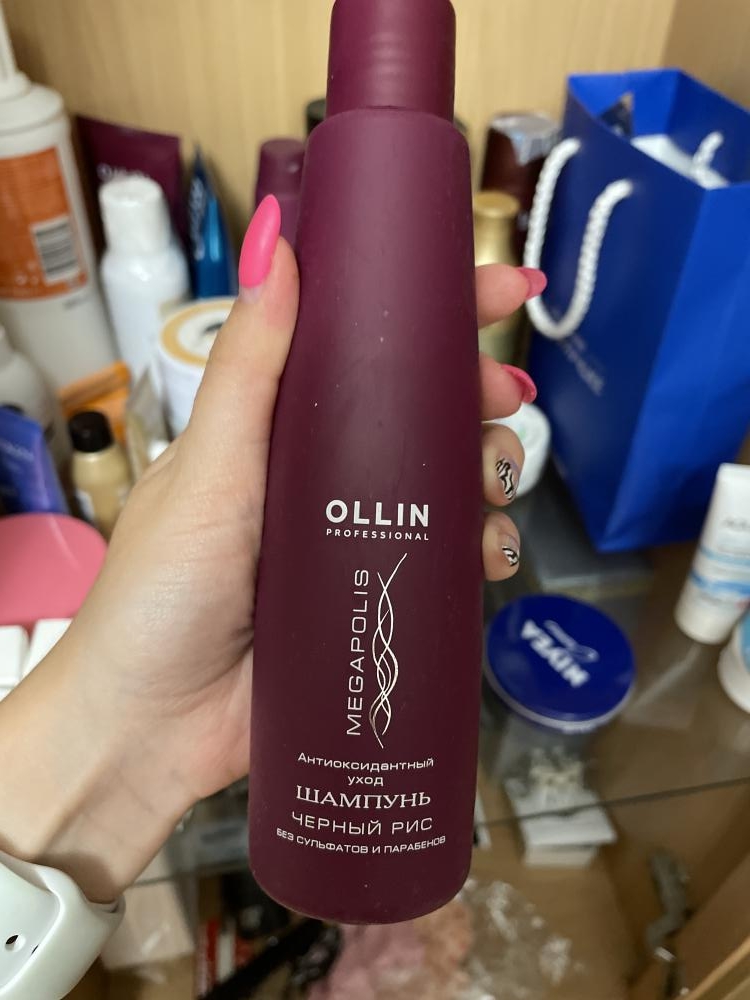 OLLIN
PROFESSIONAL
MEGAPOLIS
Антиоксидантный
уход
ШАМПУНЬ
ЧЕРНЫЙ РИС
БЕЗ СУЛЬФАТОВ И ПАРАБЕНОВ
NIVEA